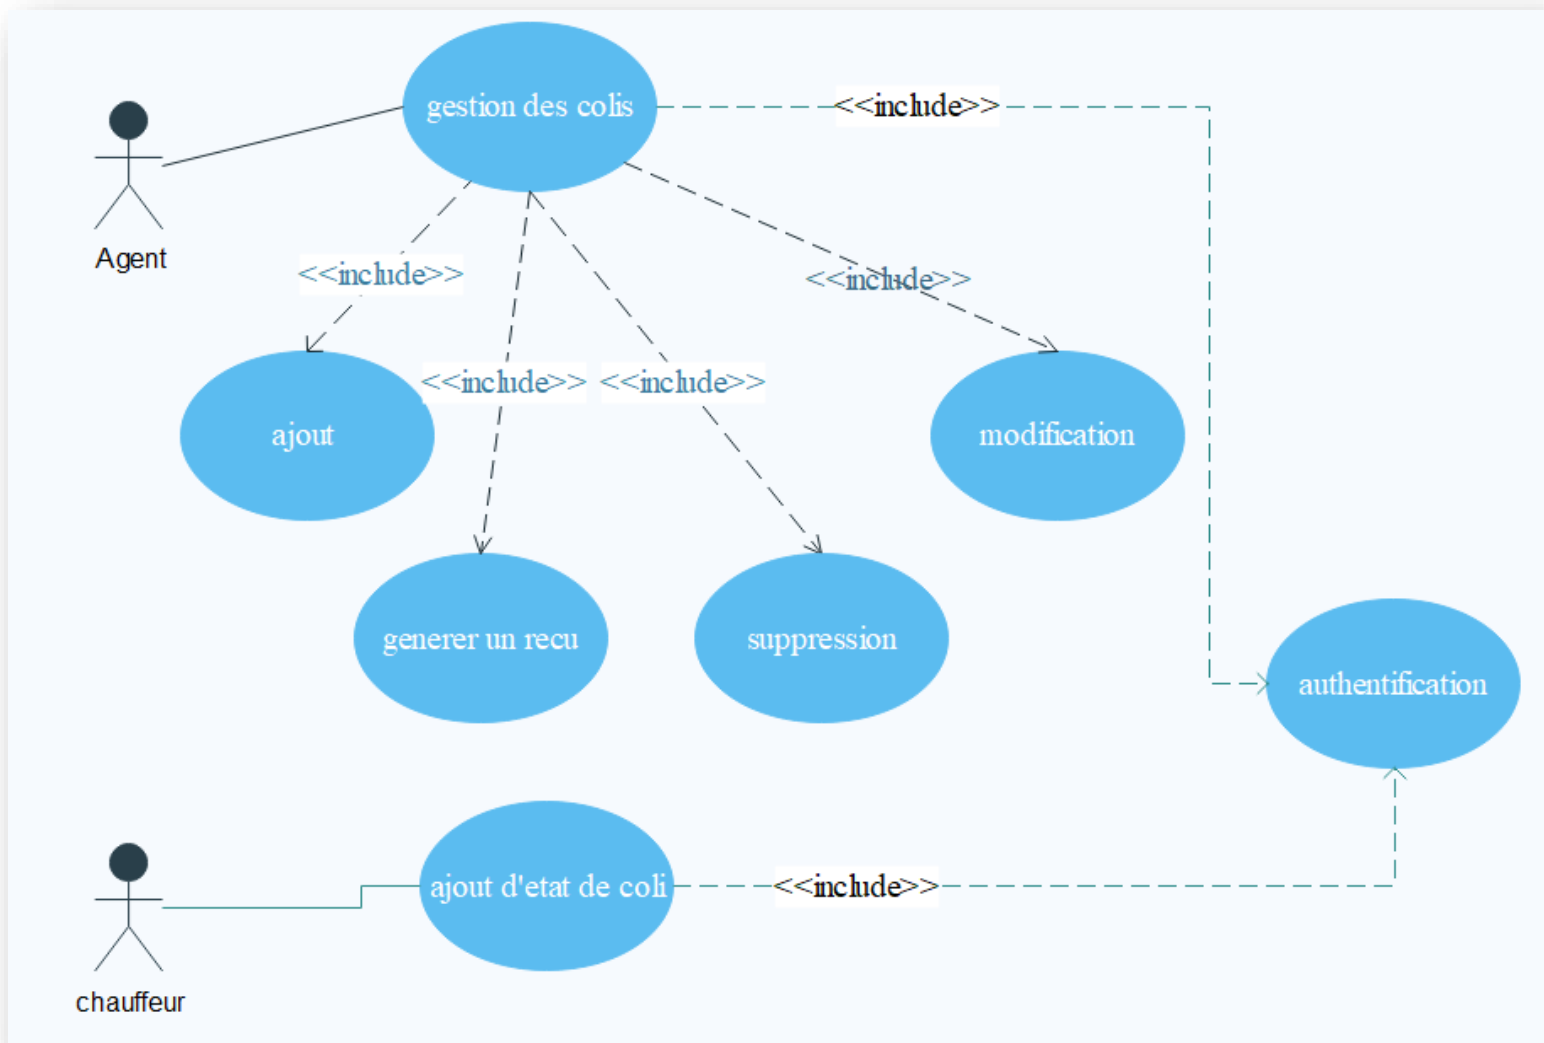 gestion des colis
<<include>>
Agent
<<include>>
<<include>>
<<include>>
<<include>>
ajout
modification
generer un recu
suppression
authentification
ajout d'etat de coli
<<include>>
chauffeur